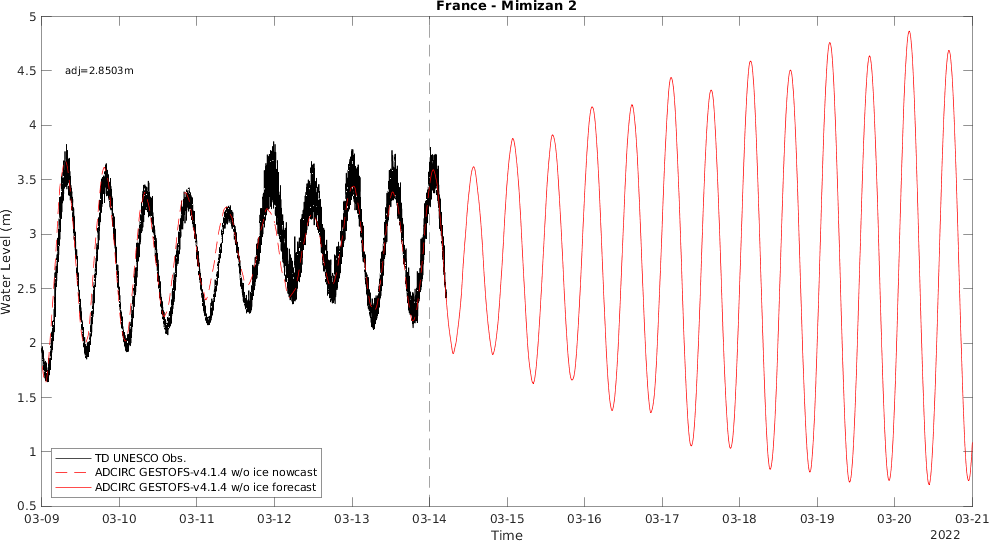 France - Mimizan 2
adj=2.8503m
Water Level (m)
5
4.5
4
3.5
3
2.5
2
1.5
1
0.5
TD UNESCO Obs.
ADCIRC GESTOFS-v4.1.4 w/o ice nowcast
ADCIRC GESTOFS-v4.1.4 w/o ice forecast
03-09 03-10 03-11 03-12 03-13 03-14 03-15 03-16 03-17 03-18 03-19 03-20 03-21
Time
2022